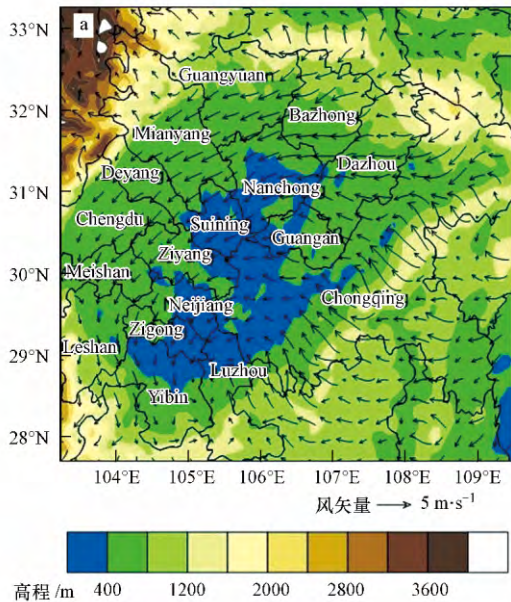 a
33°N
32°N
31°N
30°N
29°N
28°N
Guangyuan
Bazhong
Mianyang
Dazhou
Deyang
Nanchong
Chengdu
Suining
Guangan
Ziyang
Meishan
Neijiang
Chongqing
Zigong
Leshan
Luzhou
Yibin
104°E 105°E 106°E 107°E 108°E 109°E
风矢量 → 5 m·s⁻¹
高程 /m 400 1200 2000 2800 3600